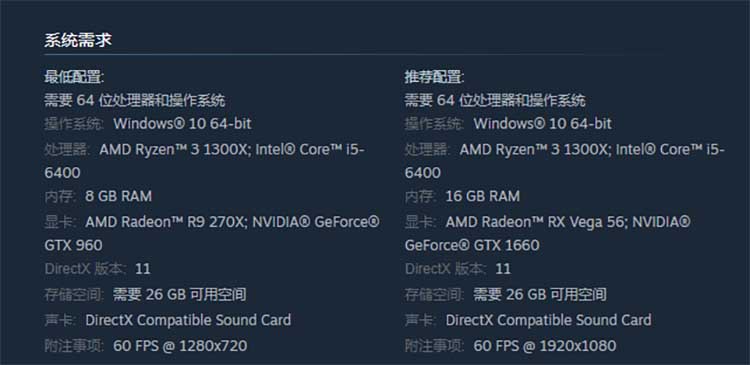 系统需求
最低配置:
需要 64 位处理器和操作系统
操作系统: Windows® 10 64-bit
处理器: AMD Ryzen™ 3 1300X; Intel® Core™ i5-
6400
内存: 8 GB RAM
显卡: AMD Radeon™ R9 270X; NVIDIA® GeForce®
GTX 960
DirectX 版本: 11
存储空间: 需要 26 GB 可用空间
声卡: DirectX Compatible Sound Card
附注事项: 60 FPS @ 1280x720
推荐配置:
需要 64 位处理器和操作系统
操作系统: Windows® 10 64-bit
处理器: AMD Ryzen™ 3 1300X; Intel® Core™ i5-
6400
内存: 16 GB RAM
显卡: AMD Radeon™ RX Vega 56; NVIDIA®
GeForce® GTX 1660
DirectX 版本: 11
存储空间: 需要 26 GB 可用空间
声卡: DirectX Compatible Sound Card
附注事项: 60 FPS @ 1920x1080